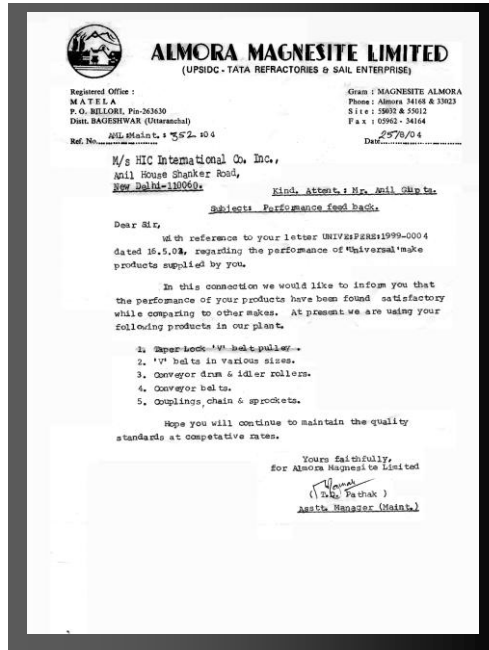 ALMORA MAGNESITE LIMITED
(UPSIDC - TATA REFRACTORIES & SAIL ENTERPRISE)
Registered Office :
MATELA
P. O. BILLORI, Pin-263630
Distt. BAGESHWAR (Uttaranchal)
Ref. No. AML:Maint. : 352 :04
Gram : MAGNESITE ALMORA
Phone : Almora 34168 & 33023
Site : 55032 & 55012
Fax : 05962 - 34164
Date 25/8/04
M/s HIC International Co. Inc.,
Anil House Shanker Road,
New Delhi-110060.
Kind. Attent. : Mr. Anil Gupta.
Subject: Performance feed back.
Dear Sir,
With reference to your letter UNIVE:PERE:1999-0004
dated 16.5.04, regarding the performance of 'Universal' make
products supplied by you.
In this connection we would like to inform you that
the performance of your products have been found satisfactory
while comparing to other makes. At present we are using your
following products in our plant.
1. Taper Lock 'V' belt pulley .
2. 'V' belts in various sizes.
3. Conveyor drum & idler rollers.
4. Conveyor belts.
5. Couplings, chain & sprockets.
Hope you will continue to maintain the quality
standards at competative rates.
Yours faithfully,
for Almora Magnesite Limited
Pathak )
Asstt. Manager (Maint.)